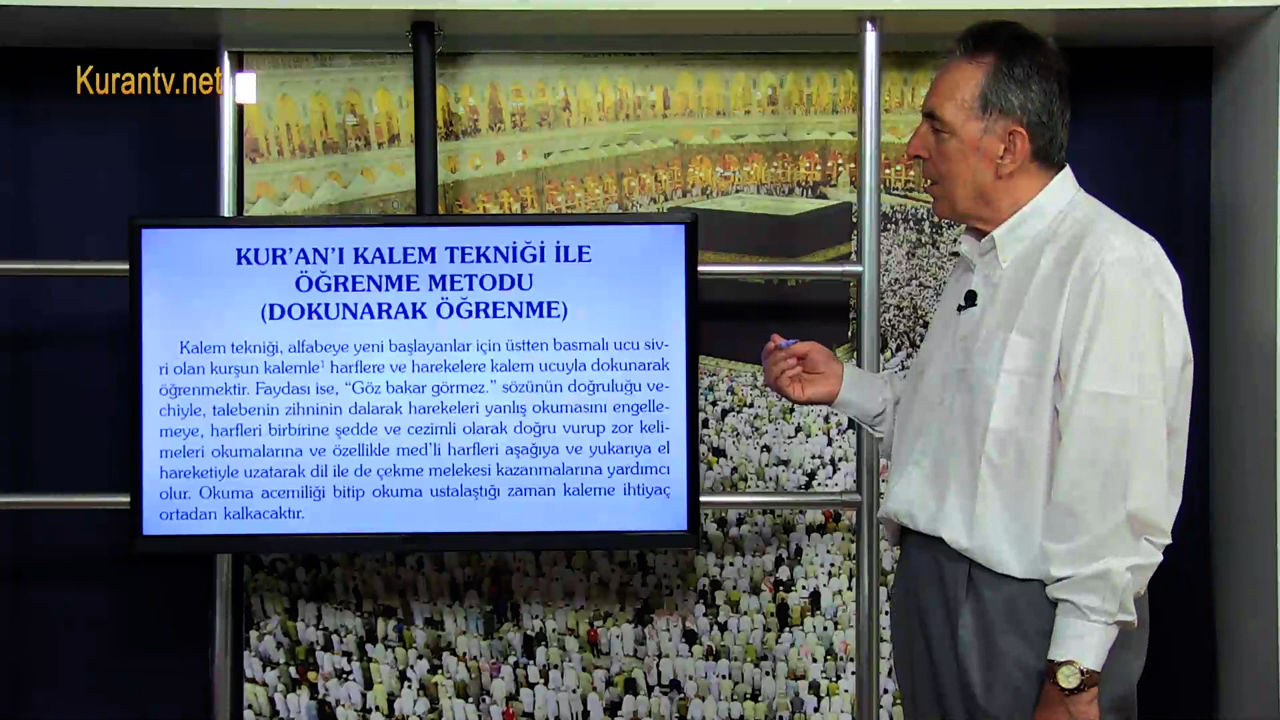 Kurantv.net
KUR'AN'I KALEM TEKNİĞİ İLE
ÖĞRENME METODU
(DOKUNARAK ÖĞRENME)
Kalem tekniği, alfabeye yeni başlayanlar için üstten basmalı ucu siv-
ri olan kurşun kalemle¹ harflere ve harekelere kalem ucuyla dokunarak
öğrenmektir. Faydası ise, “Göz bakar görmez.” sözünün doğruluğu ve-
chiyle, talebenin zihninin dalarak harekeleri yanlış okumasını engelle-
meye, harfleri birbirine şedde ve cezimli olarak doğru vurup zor keli-
meleri okumalarına ve özellikle med'li harfleri aşağıya ve yukarıya el
hareketiyle uzatarak dil ile de çekme melekesi kazanmalarına yardımcı
olur. Okuma acemiliği bitip okuma ustalaştığı zaman kaleme ihtiyaç
ortadan kalkacaktır.